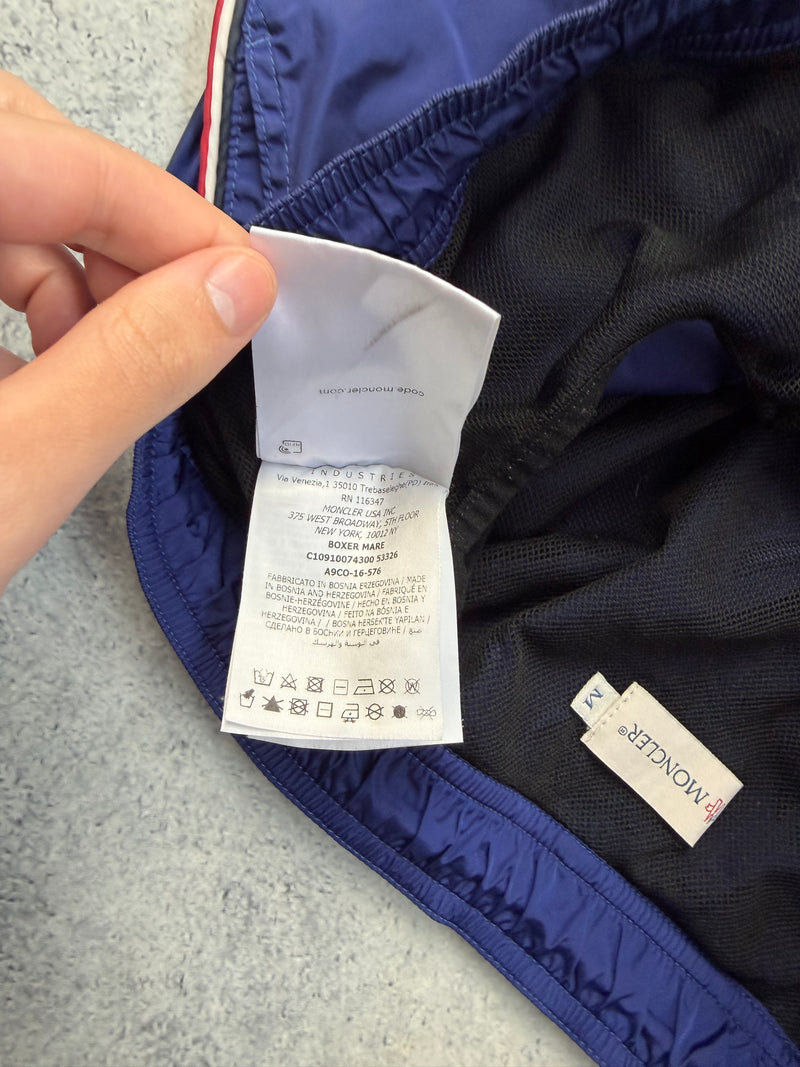 code.moncler.com
INDUSTRIES
Via Venezia,1 35010 Trebaseleghe(PD)
RN 116347
MONCLER USA INC
375 WEST BROADWAY, 5TH FLOOR
NEW YORK, 10012 NY
BOXER MARE
C10910074300 53326
A9CO-16-576
FABBRICATO IN BOSNIA ERZEGOVINA / MADE
IN BOSNIA AND HERZEGOVINA / FABRIQUÉ EN
BOSNIE-HERZÉGOVINE / HECHO EN BOSNIA Y
HERZEGOVINA / FEITO NA BÓSNIA E
HERZEGOVINA / / BOSNA HERSEK'TE YAPILAN /
СДЕЛАНО В БОСНИИ И ГЕРЦЕГОВИНЕ / صنع
في البوسنة والهرسك
M
MONCLER®